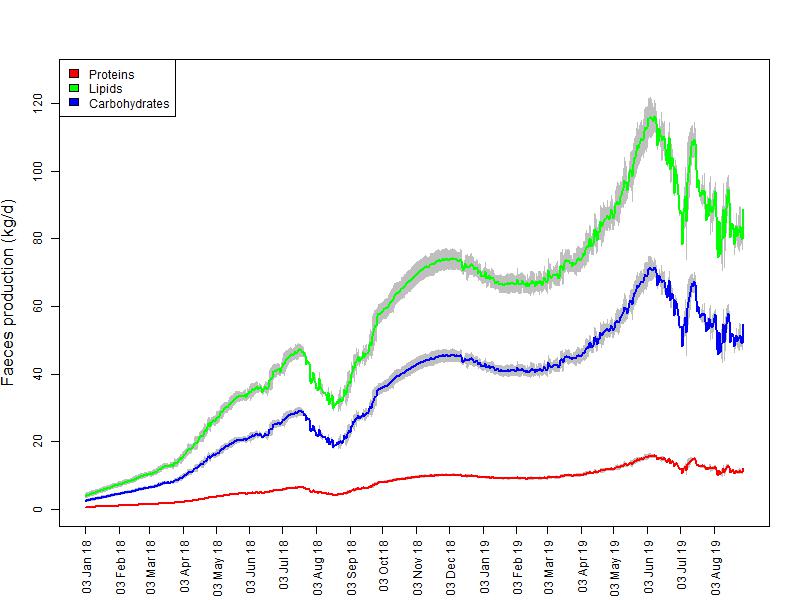 Proteins
Lipids
Carbohydrates
Faeces production (kg/d)
120
100
80
60
40
20
0
03 Jan 18
03 Feb 18
03 Mar 18
03 Apr 18
03 May 18
03 Jun 18
03 Jul 18
03 Aug 18
03 Sep 18
03 Oct 18
03 Nov 18
03 Dec 18
03 Jan 19
03 Feb 19
03 Mar 19
03 Apr 19
03 May 19
03 Jun 19
03 Jul 19
03 Aug 19